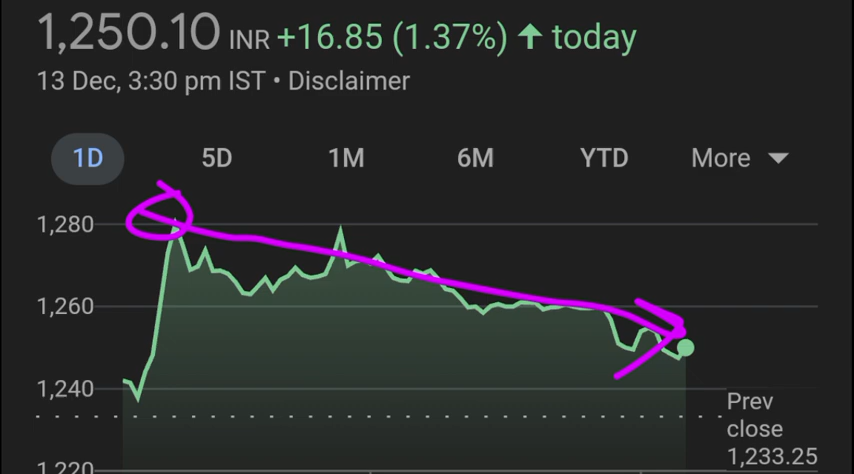 1,250.10 INR +16.85 (1.37%) ↑ today
13 Dec, 3:30 pm IST • Disclaimer
1D 5D 1M 6M YTD More
1,280
1,260
1,240
Prev
close
1,233.25
1,220